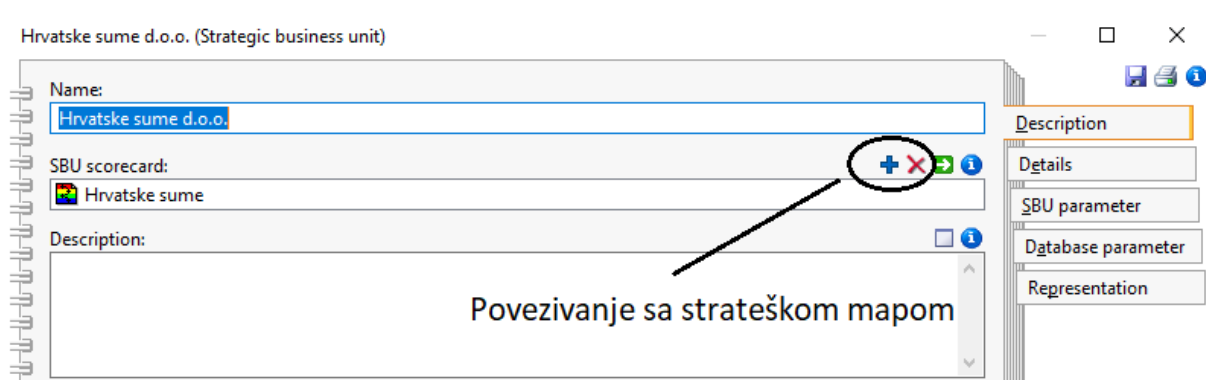 Hrvatske sume d.o.o. (Strategic business unit)
Name:
Hrvatske sume d.o.o.
Description
SBU scorecard:
Details
Hrvatske sume
SBU parameter
Description:
Database parameter
Representation
Povezivanje sa strateškom mapom